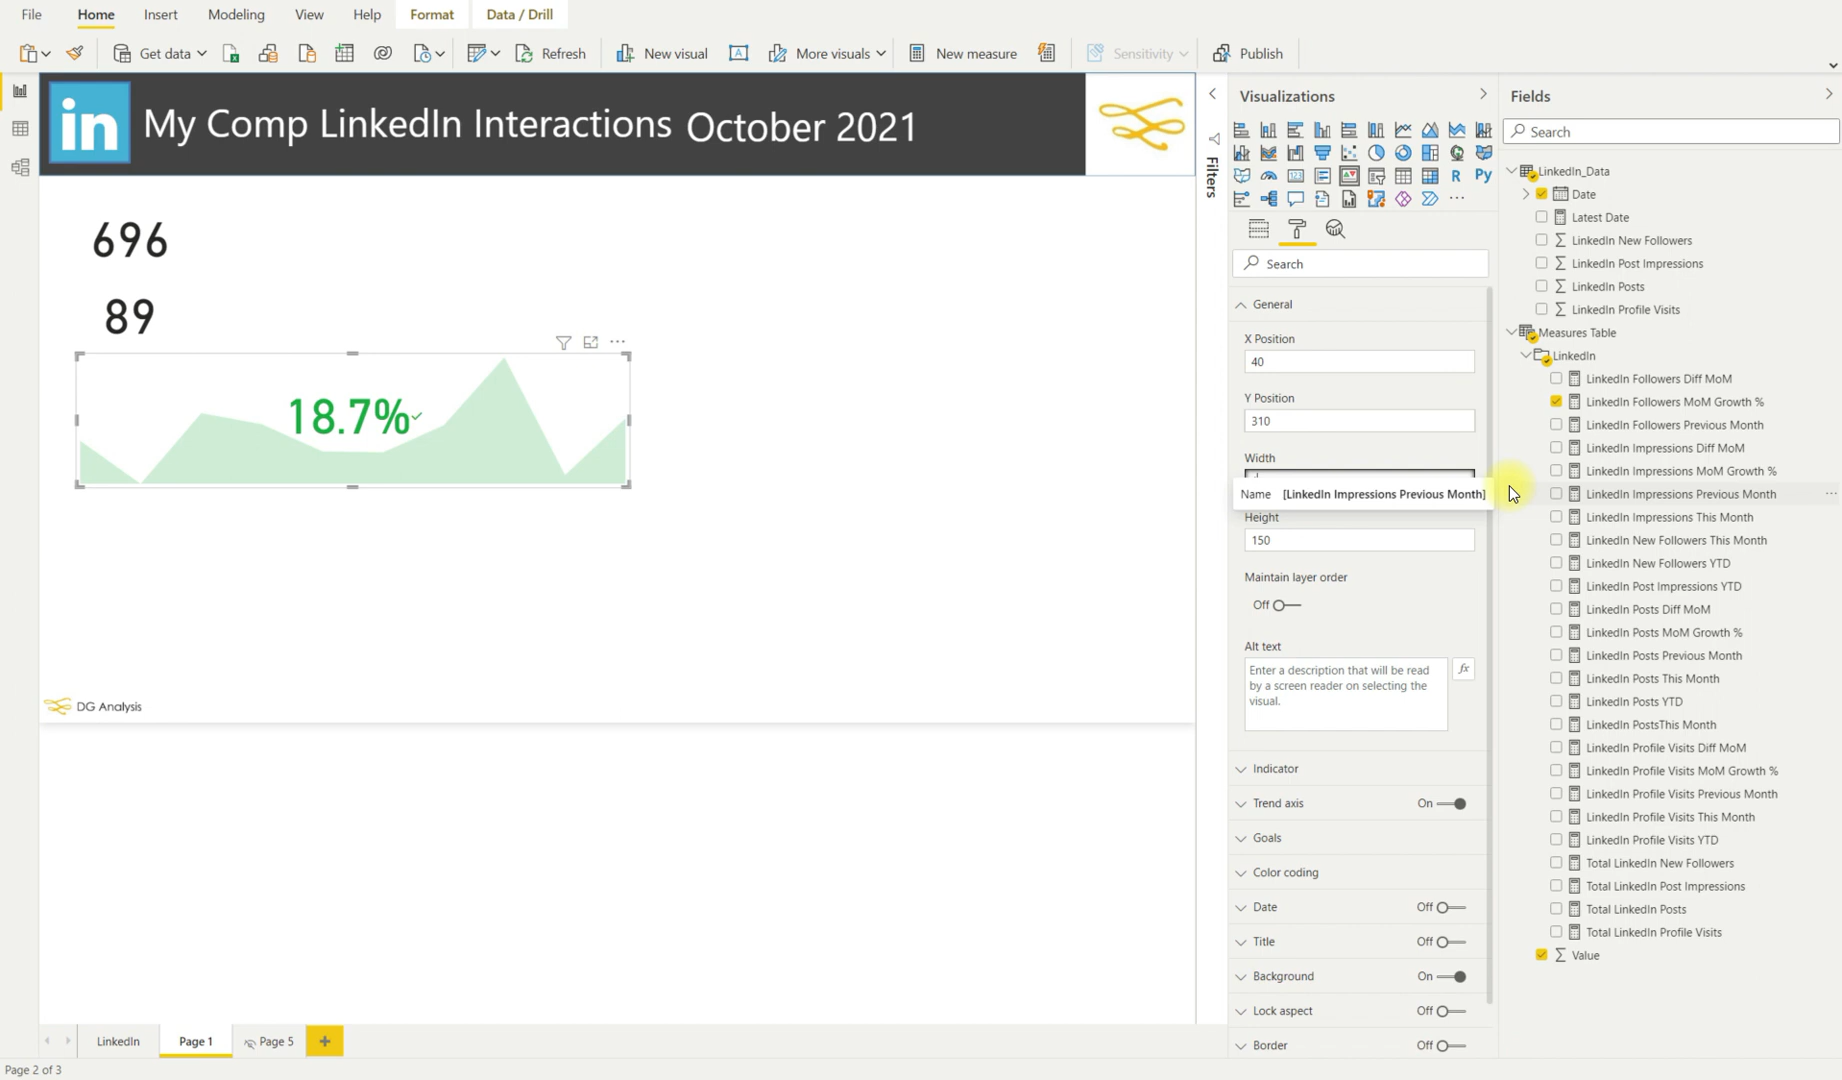 File Home Insert Modeling View Help Format Data / Drill
Get data Refresh New visual More visuals New measure Sensitivity Publish
in My Comp LinkedIn Interactions October 2021
696
89
18.7%
DG Analysis
Filters
Visualizations
R Py
Search
General
X Position
40
Y Position
310
Width
Name [LinkedIn Impressions Previous Month]
Height
150
Maintain layer order
Off
Alt text
Enter a description that will be read
by a screen reader on selecting the
visual.
fx
Indicator
Trend axis On
Goals
Color coding
Date Off
Title Off
Background On
Lock aspect Off
Border Off
Fields
Search
LinkedIn_Data
Date
Latest Date
LinkedIn New Followers
LinkedIn Post Impressions
LinkedIn Posts
LinkedIn Profile Visits
Measures Table
LinkedIn
LinkedIn Followers Diff MoM
LinkedIn Followers MoM Growth %
LinkedIn Followers Previous Month
LinkedIn Impressions Diff MoM
LinkedIn Impressions MoM Growth %
LinkedIn Impressions Previous Month
LinkedIn Impressions This Month
LinkedIn New Followers This Month
LinkedIn New Followers YTD
LinkedIn Post Impressions YTD
LinkedIn Posts Diff MoM
LinkedIn Posts MoM Growth %
LinkedIn Posts Previous Month
LinkedIn Posts This Month
LinkedIn Posts YTD
LinkedIn PostsThis Month
LinkedIn Profile Visits Diff MoM
LinkedIn Profile Visits MoM Growth %
LinkedIn Profile Visits Previous Month
LinkedIn Profile Visits This Month
LinkedIn Profile Visits YTD
Total LinkedIn New Followers
Total LinkedIn Post Impressions
Total LinkedIn Posts
Total LinkedIn Profile Visits
Value
LinkedIn Page 1 Page 5
Page 2 of 3